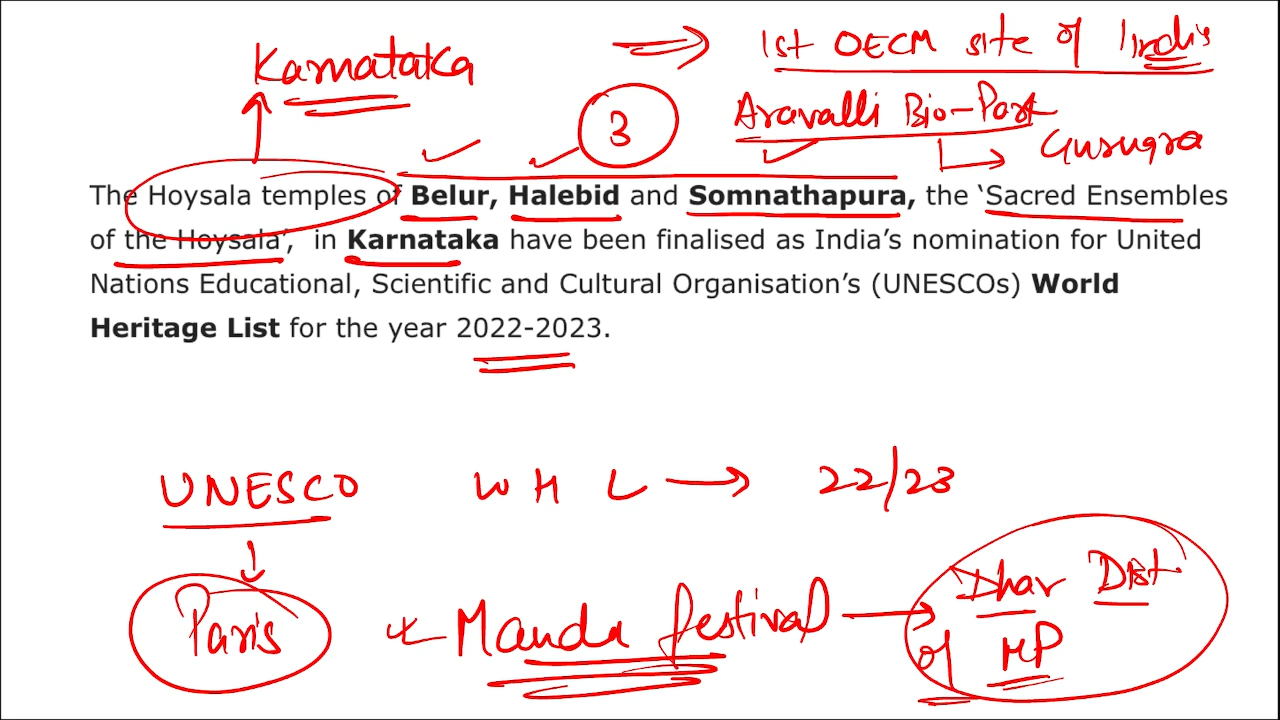 Karnataka
1st OECM site of India
3
Aravalli Bio-Park
Gurugra
The Hoysala temples of Belur, Halebid and Somnathapura, the ‘Sacred Ensembles
of the Hoysala’, in Karnataka have been finalised as India’s nomination for United
Nations Educational, Scientific and Cultural Organisation’s (UNESCOs) World
Heritage List for the year 2022-2023.
UNESCO W H L → 22/23
Paris
Mandu festival → Dhar Dist
of MP